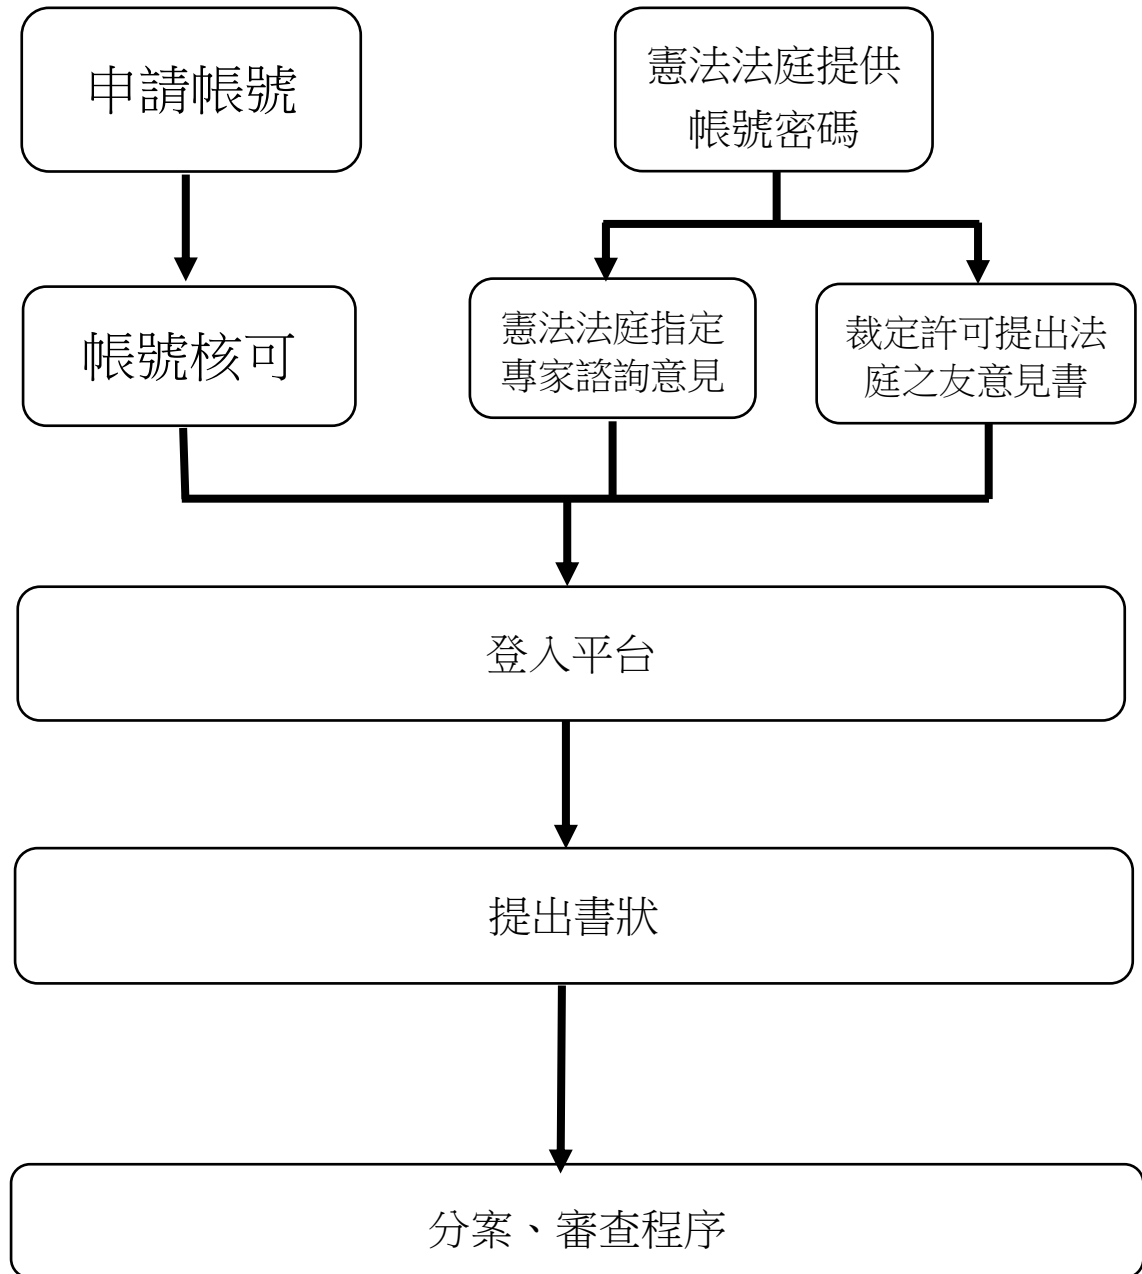 申請帳號
憲法法庭提供
帳號密碼
帳號核可
憲法法庭指定
專家諮詢意見
裁定許可提出法
庭之友意見書
登入平台
提出書狀
分案、審查程序